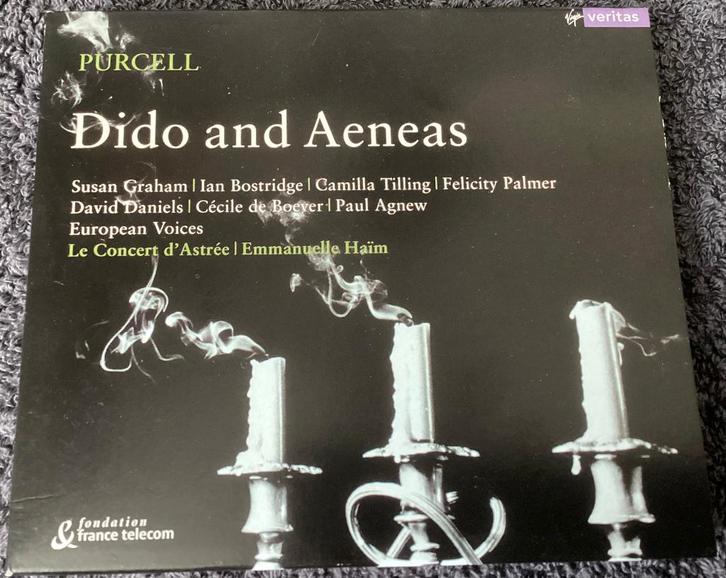 Virgin veritas
PURCELL
Dido and Aeneas
Susan Graham | Ian Bostridge | Camilla Tilling | Felicity Palmer
David Daniels | Cécile de Boever | Paul Agnew
European Voices
Le Concert d'Astrée | Emmanuelle Haïm
& fondation
france telecom